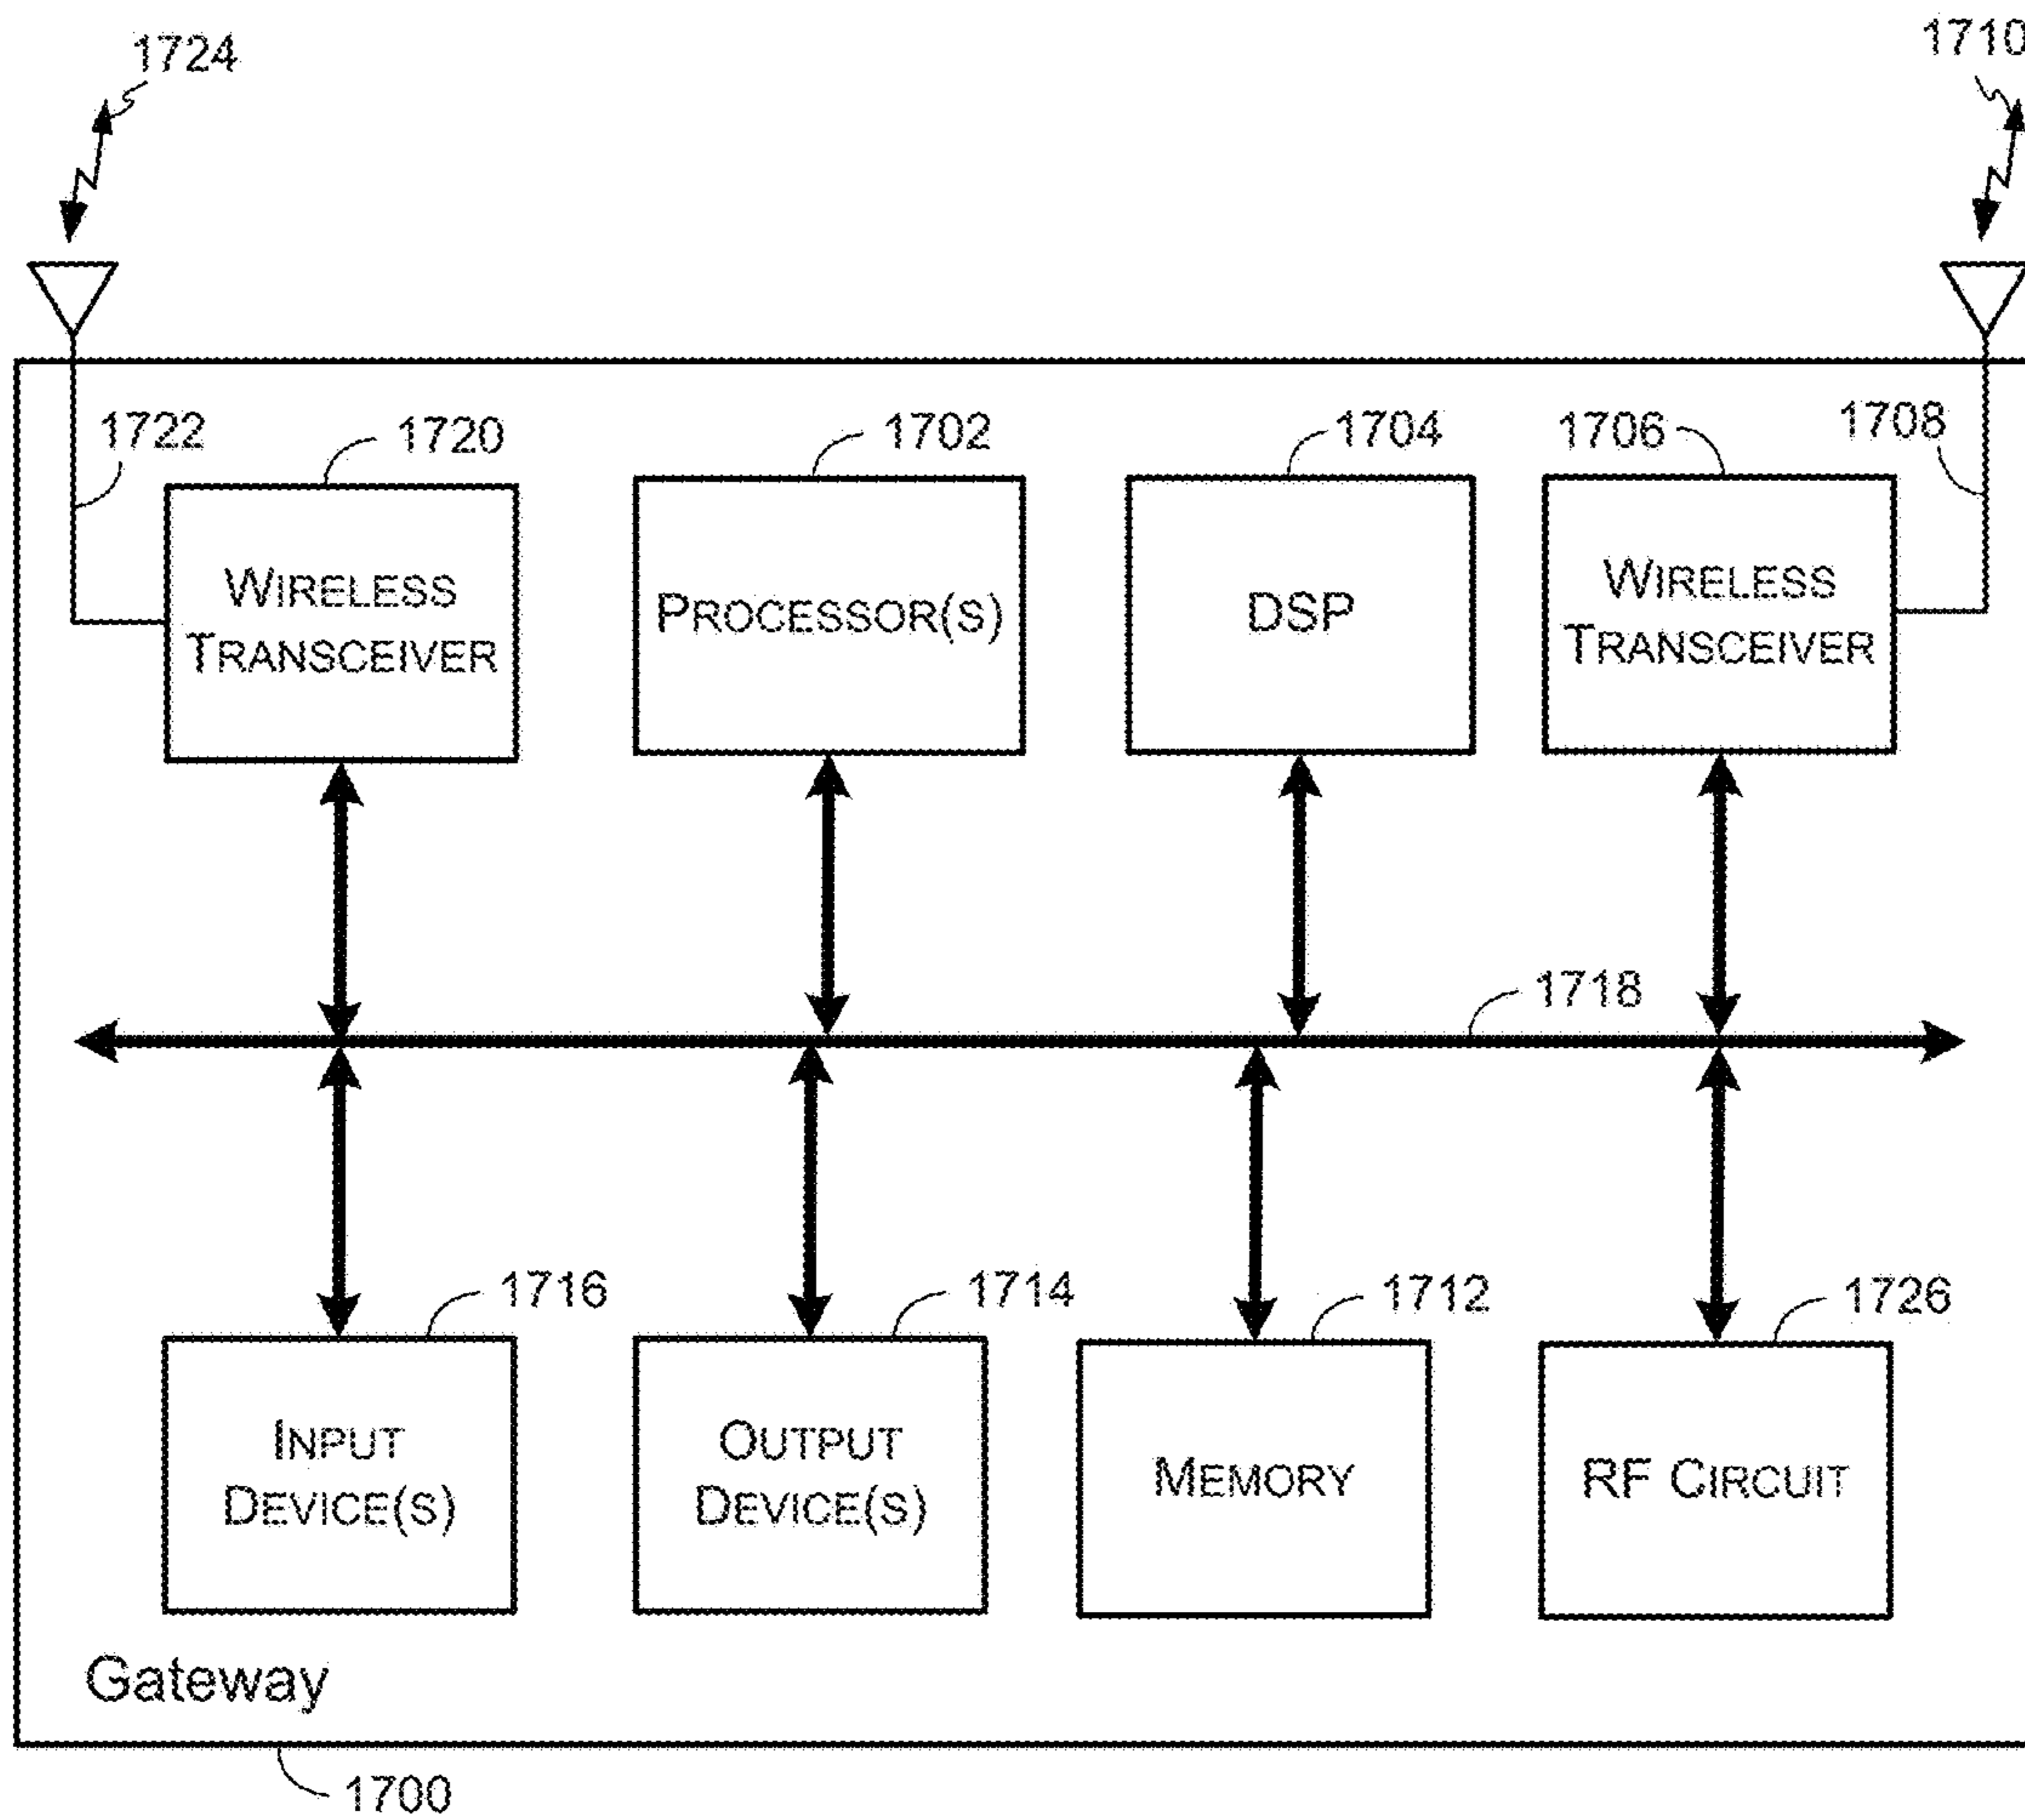 1724
1710
1722
1720
1702
1704
1706
1708
WIRELESS
TRANSCEIVER
PROCESSOR(S)
DSP
WIRELESS
TRANSCEIVER
1718
1716
1714
1712
1726
INPUT
DEVICE(S)
OUTPUT
DEVICE(S)
MEMORY
RF CIRCUIT
Gateway
1700